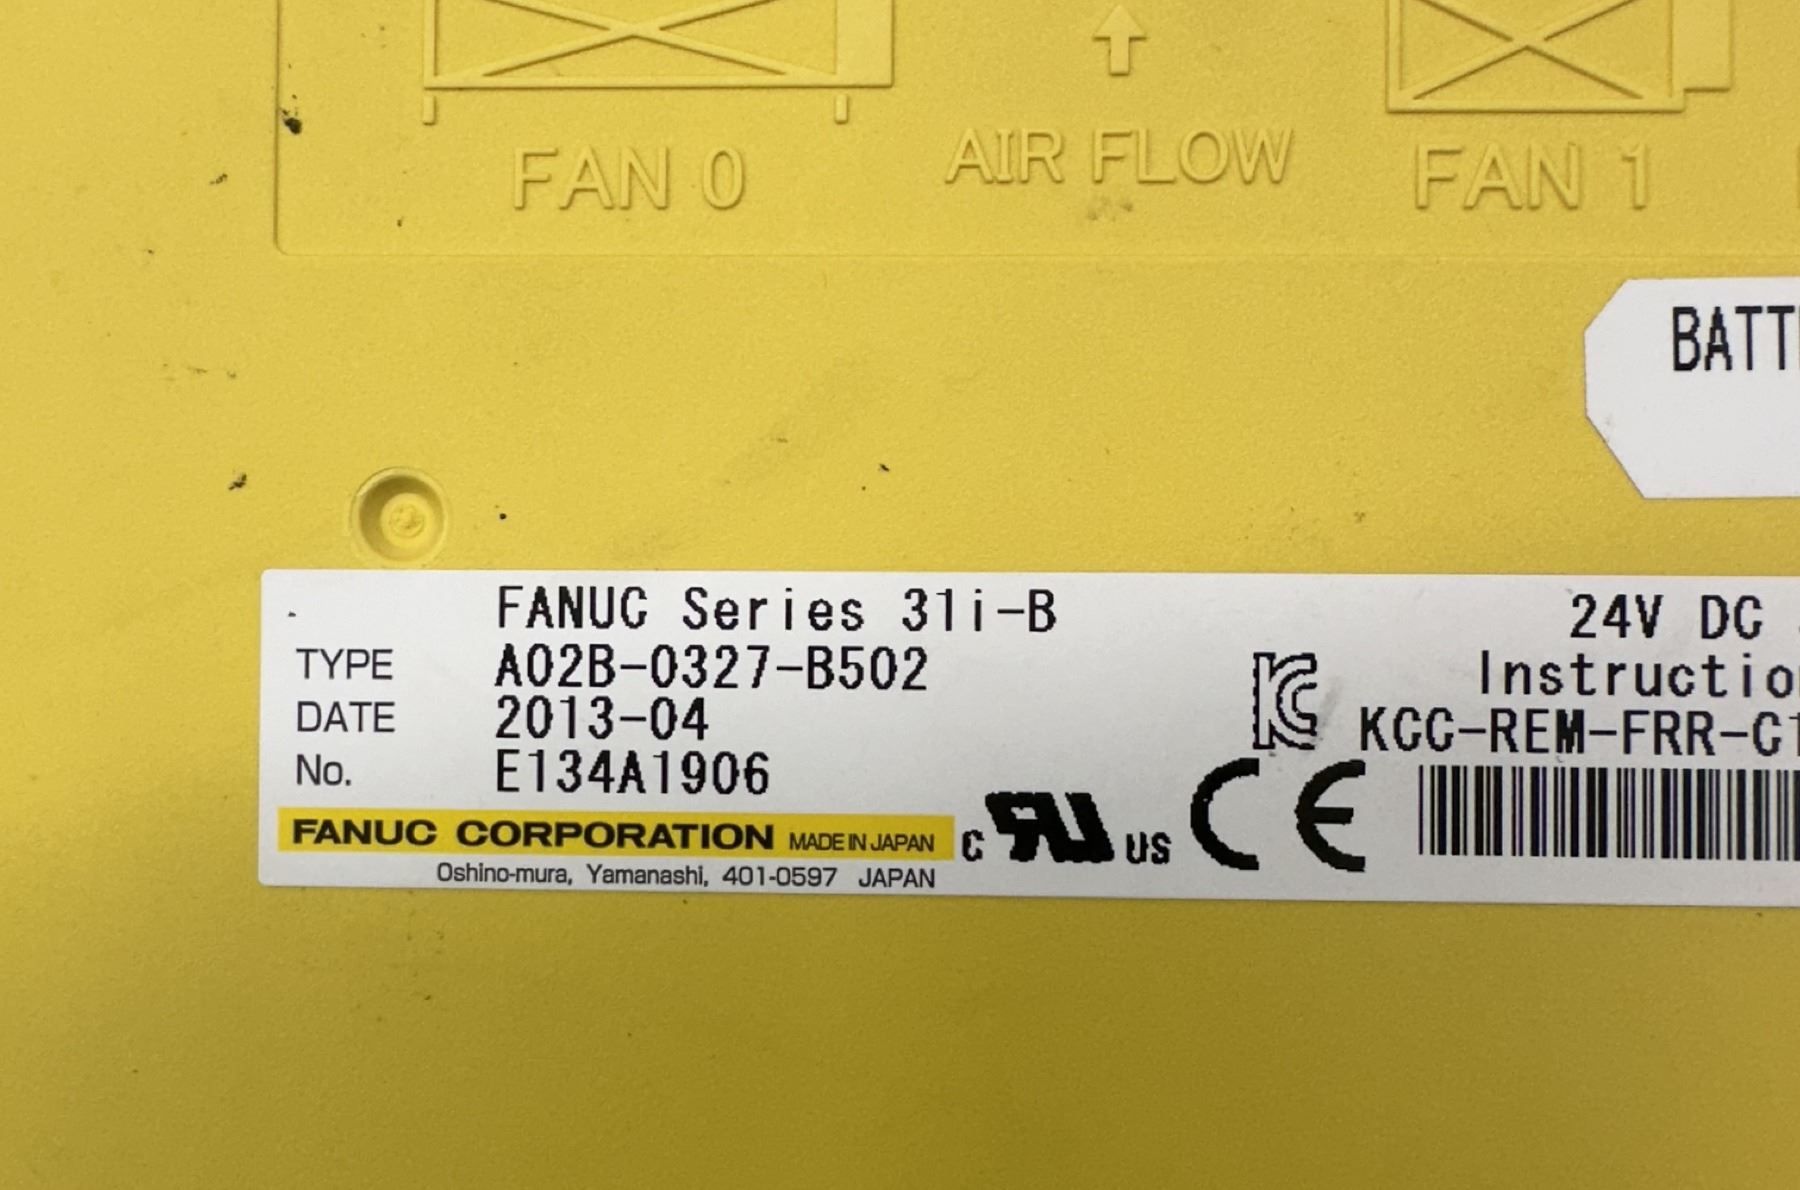 FAN 0
AIR FLOW
FAN 1
FANUC Series 31i-B
24V DC
TYPE A02B-0327-B502
DATE 2013-04
No. E134A1906
FANUC CORPORATION MADE IN JAPAN
Oshino-mura, Yamanashi, 401-0597 JAPAN
c RU us CE